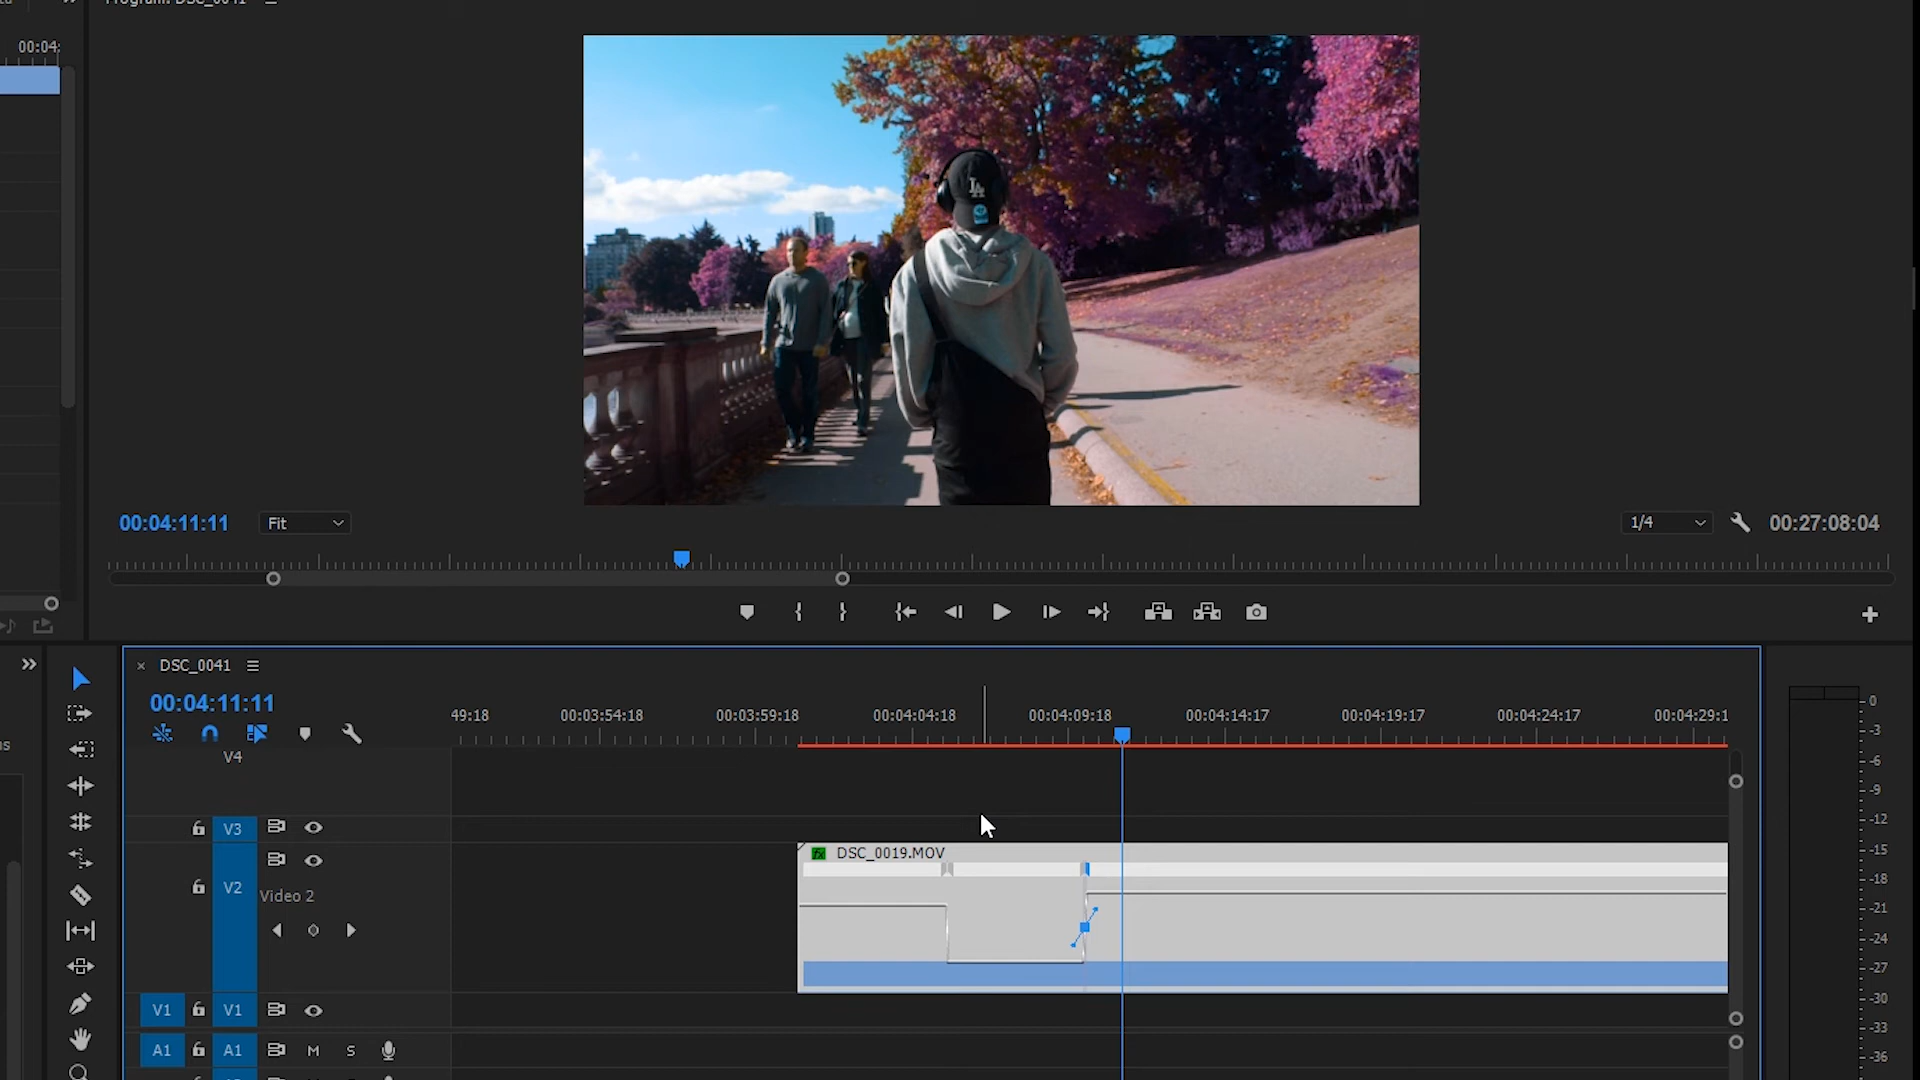 Program: DSC_0041
00:04:
LA
00:04:11:11
Fit
1/4
00:27:08:04
DSC_0041
00:04:11:11
49:18
00:03:54:18
00:03:59:18
00:04:04:18
00:04:09:18
00:04:14:17
00:04:19:17
00:04:24:17
00:04:29:1
V4
V3
fx DSC_0019.MOV
V2
Video 2
V1 V1
A1 A1 M S
0
-3
-6
-9
-12
-15
-18
-21
-24
-27
-30
-33
-36